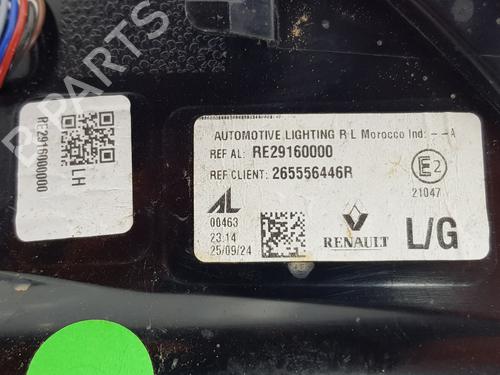 RE29160000000
LH
AUTOMOTIVE LIGHTING R L Morocco Ind: --A
REF AL: RE29160000
REF CLIENT: 265556446R
E2
21047
AL
00463
23:14
25/09/24
RENAULT
L/G